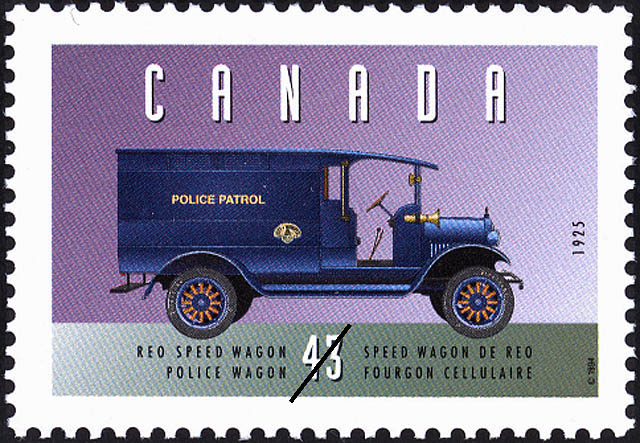 CANADA
POLICE PATROL
1925
REO SPEED WAGON
POLICE WAGON
43
SPEED WAGON DE REO
FOURGON CELLULAIRE
© 1994